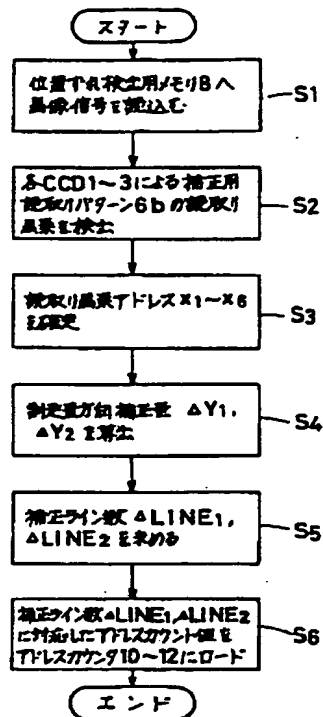 スタート
位置ずれ検出用メモリBへ
画像信号を読込む
S1
各CCD1~3による補正用
読取りパターン6bの読取り
画素を検出
S2
読取り画素アドレスx1~x6
を確定
S3
副走査方向補正量 ΔY1,
ΔY2 を算出
S4
補正ライン数 ΔLINE1,
ΔLINE2 を求める
S5
補正ライン数ΔLINE1,ΔLINE2
に対応したアドレスカウント値を
アドレスカウンタ10~12にロード
S6
エンド